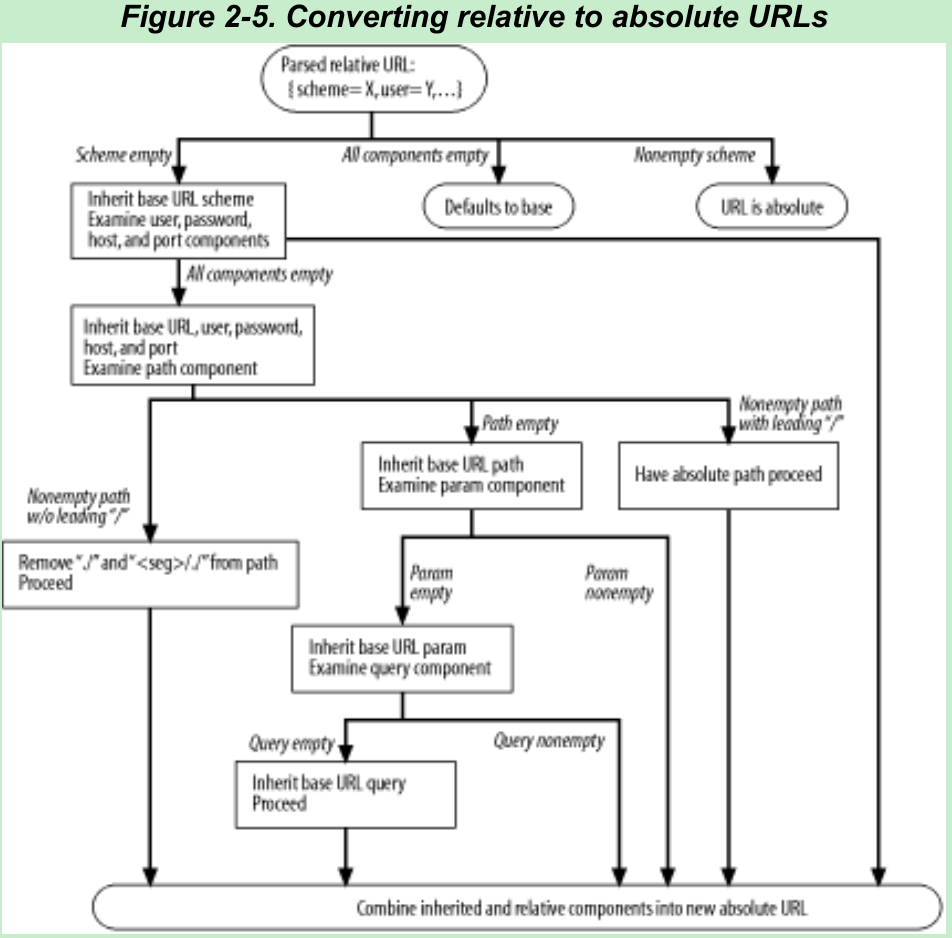 Figure 2-5. Converting relative to absolute URLs
Parsed relative URL:
{ scheme= X, user= Y,...}
Scheme empty
All components empty
Nonempty scheme
Inherit base URL scheme
Examine user, password,
host, and port components
Defaults to base
URL is absolute
All components empty
Inherit base URL, user, password,
host, and port
Examine path component
Nonempty path
with leading "/"
Path empty
Inherit base URL path
Examine param component
Have absolute path proceed
Nonempty path
w/o leading "/"
Remove "./" and "<seg>/./" from path
Proceed
Param
empty
Param
nonempty
Inherit base URL param
Examine query component
Query empty
Query nonempty
Inherit base URL query
Proceed
Combine inherited and relative components into new absolute URL